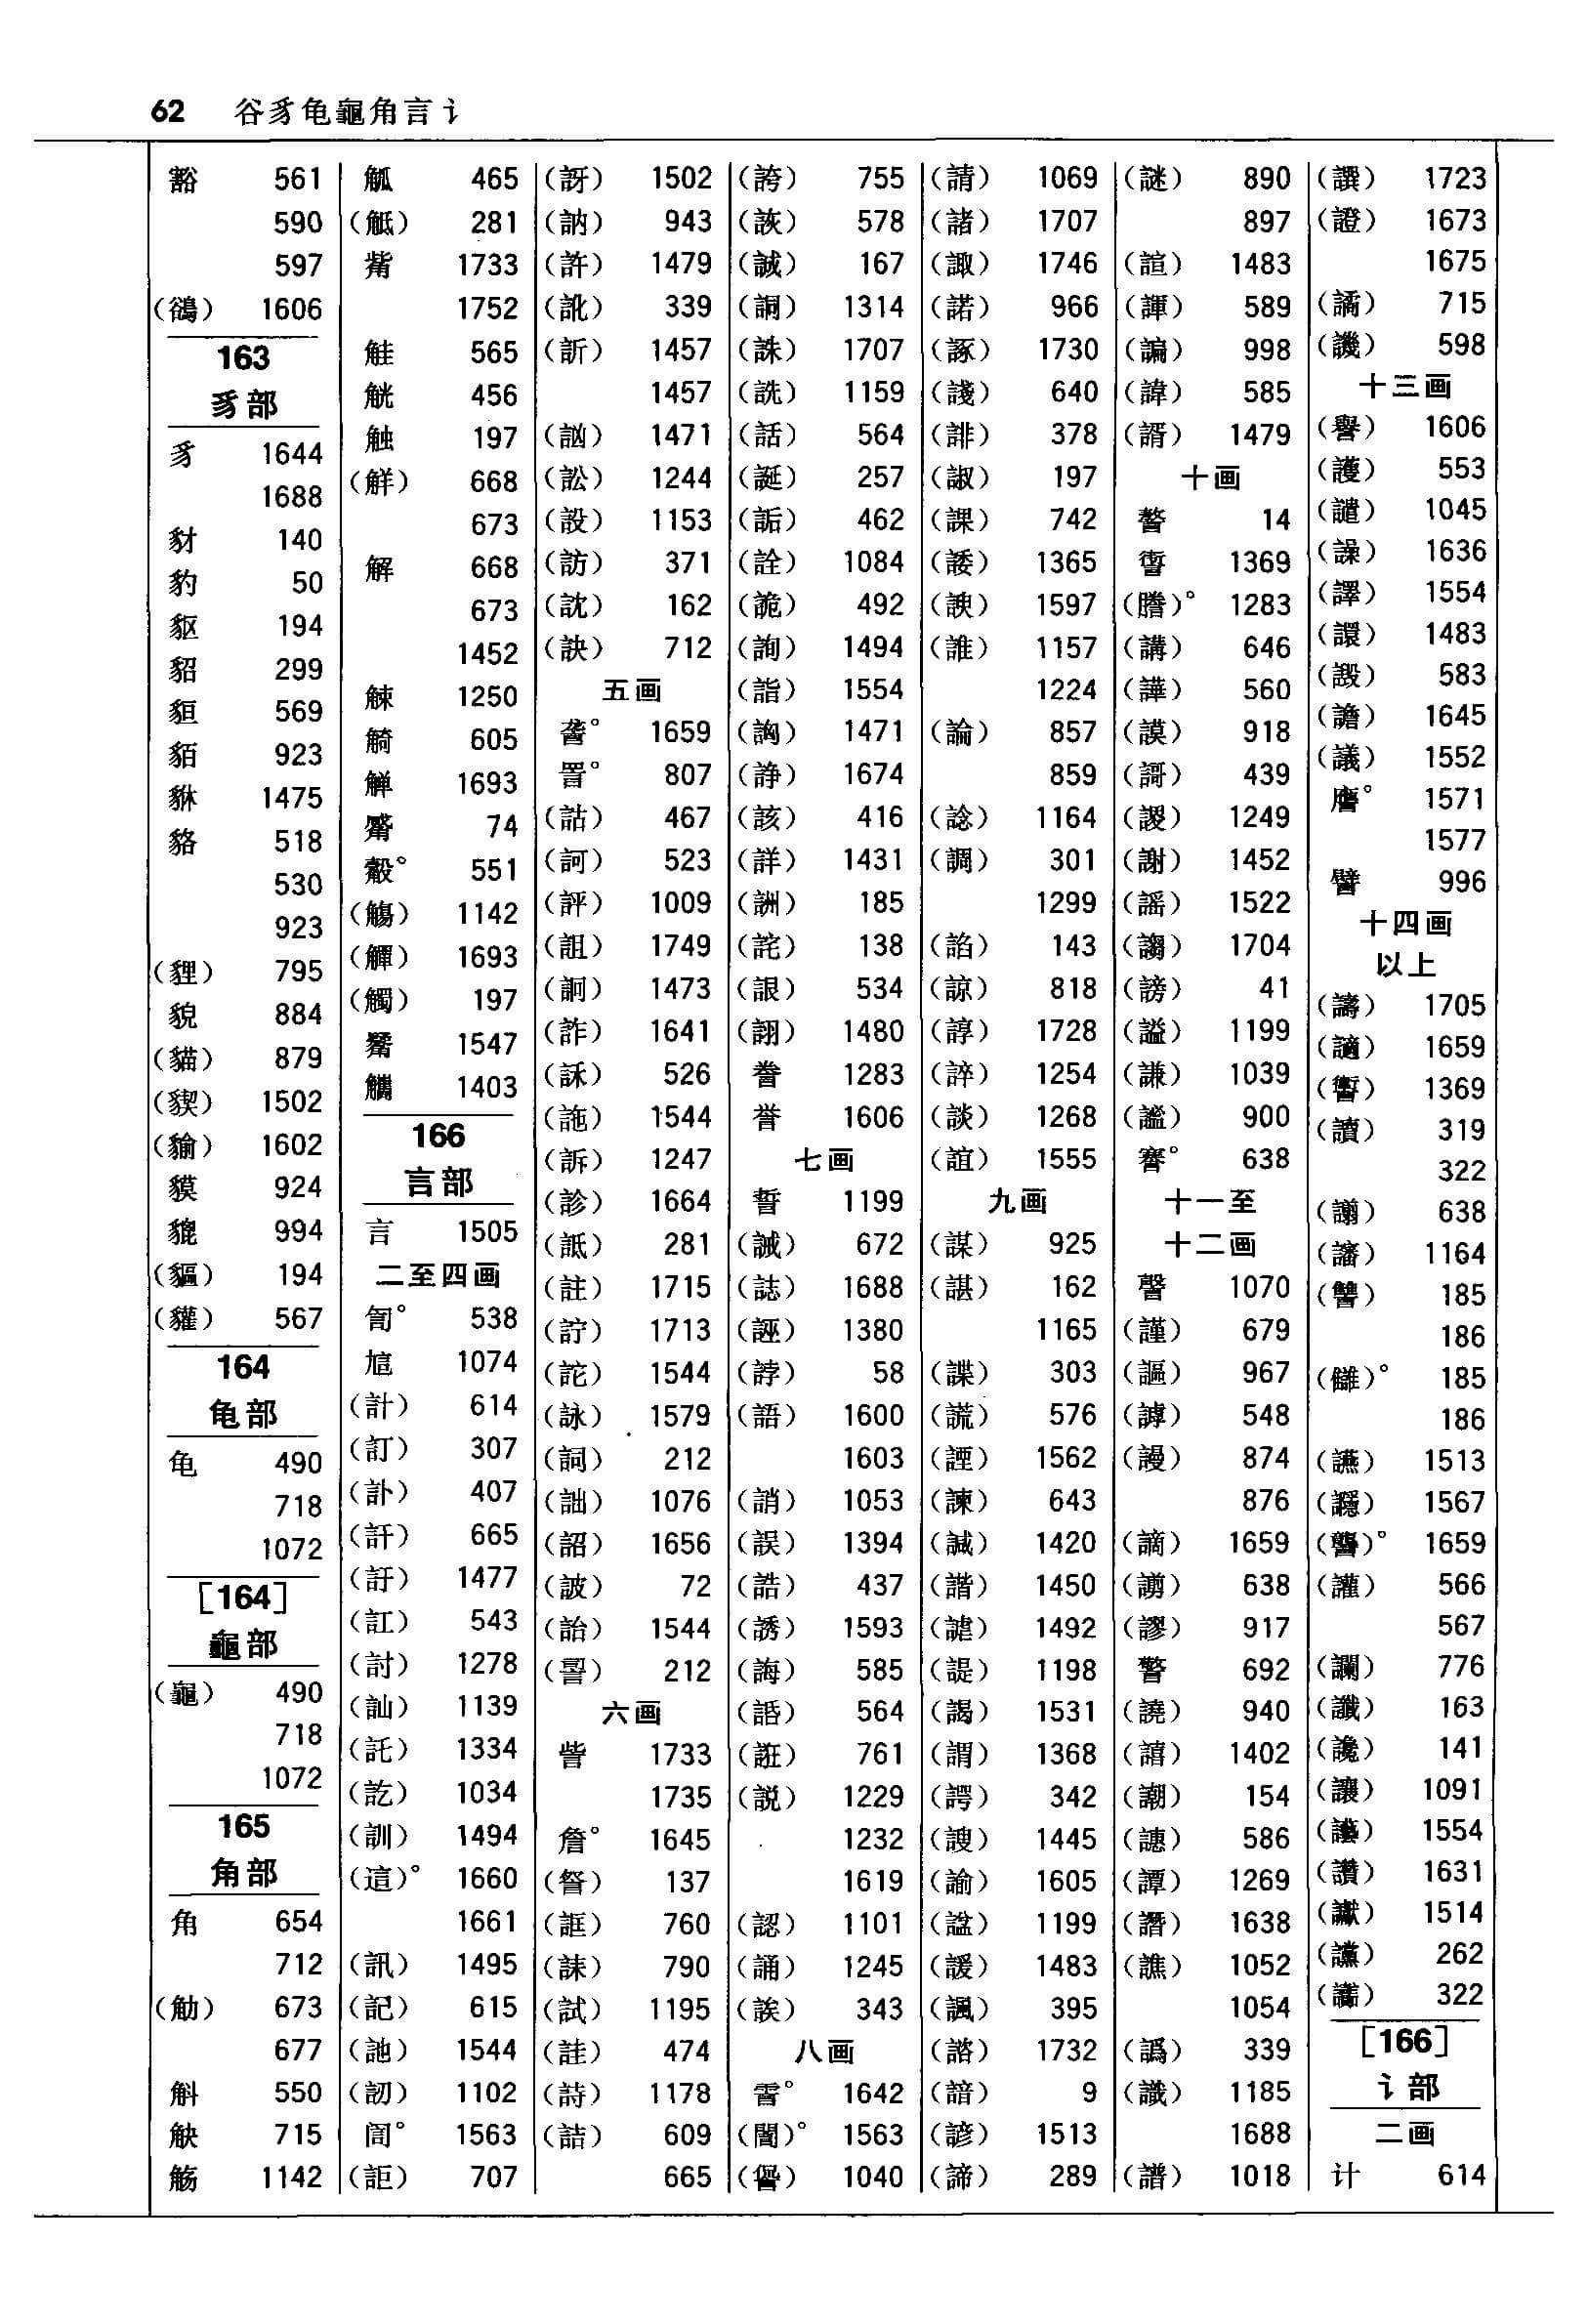 62 谷豸龟龜角言讠
豁 561
590
597
(鵒) 1606
163
豸部
豸 1644
1688
豺 140
豹 50
䝙 194
貂 299
貆 569
貊 923
貅 1475
貉 518
530
923
(貍) 795
貌 884
(貓) 879
(貐) 1602
貘 924
貔 994
(貙) 194
(貛) 567
164
龟部
龟 490
718
1072
[164]
龜部
(龜) 490
718
1072
165
角部
角 654
712
(觔) 673
677
斛 550
觖 715
觞 1142
觚 465
(觝) 281
觜 1733
1752
觟 565
觥 456
触 197
(觧) 668
673
解 668
673
1452
觫 1250
觭 605
觯 1693
觱 74
觳° 551
(觴) 1142
(觶) 1693
(觸) 197
觺 1547
觿 1403
166
言部
言 1505
二至四画
訇° 538
訄 1074
(計) 614
(訂) 307
(訃) 407
(訐) 665
(訏) 1477
(訌) 543
(討) 1278
(訕) 1139
(託) 1334
(訖) 1034
(訓) 1494
(這)° 1660
1661
(訊) 1495
(記) 615
(訑) 1544
(訒) 1102
訚° 1563
(詎) 707
(訝) 1502
(訥) 943
(許) 1479
(訛) 339
(訢) 1457
1457
(訩) 1471
(訟) 1244
(設) 1153
(訪) 371
(訦) 162
(訣) 712
五画
詟° 1659
詈° 807
(詁) 467
(訶) 523
(評) 1009
(詛) 1749
(詗) 1473
(詐) 1641
(訸) 526
(訑) 1544
(訴) 1247
(診) 1664
(詆) 281
(註) 1715
(詝) 1713
(詑) 1544
(詠) 1579
(詞) 212
(詘) 1076
(詔) 1656
(詖) 72
(詒) 1544
212
六画
訾 1733
1735
詹° 1645
(詧) 137
(誆) 760
(誄) 790
(試) 1195
(詿) 474
(詩) 1178
(詰) 609
665
(誇) 755
(詼) 578
(誠) 167
(詷) 1314
(誅) 1707
(詵) 1159
(話) 564
(誕) 257
(詬) 462
(詮) 1084
(詭) 492
(詢) 1494
(詣) 1554
(詾) 1471
(諍) 1674
(該) 416
(詳) 1431
(詶) 185
(詫) 138
(詪) 534
(詡) 1480
誊 1283
誉 1606
七画
誓 1199
(誡) 672
(誌) 1688
(誣) 1380
(誖) 58
(語) 1600
1603
(誚) 1053
(誤) 1394
(誥) 437
(誘) 1593
(誨) 585
(誑) 761
(説) 1229
1232
1619
(認) 1101
(誦) 1245
(誒) 343
八画
1642
(誾)° 1563
1040
(請) 1069
(諸) 1707
(諏) 1746
(諾) 966
(諑) 1730
(諓) 640
(誹) 378
(諔) 197
(課) 742
(諉) 1365
(諛) 1597
(誰) 1157
1224
(論) 857
859
(諗) 1164
(調) 301
1299
(諂) 143
(諒) 818
(諄) 1728
(誶) 1254
(談) 1268
(誼) 1555
九画
(謀) 925
(諶) 162
1165
(諜) 303
(謊) 576
(諲) 1562
(諫) 643
(諴) 1420
(諧) 1450
(謔) 1492
(諟) 1198
(謁) 1531
(謂) 1368
(諤) 342
(謏) 1445
(諭) 1605
(諡) 1199
(諼) 1483
(諷) 395
(諮) 1732
(諳) 9
(諺) 1513
(諦) 289
(謎) 890
897
(諠) 1483
(諢) 589
(諞) 998
(諱) 585
(諝) 1479
十画
謷 14
1369
(謄)° 1283
(講) 646
(譁) 560
(謨) 918
(謌) 439
(謖) 1249
(謝) 1452
(謡) 1522
(謅) 1704
(謗) 41
(謚) 1199
(謙) 1039
(謐) 900
謇° 638
十一至
十二画
謦 1070
(謹) 679
(謳) 967
(謼) 548
(謾) 874
876
(謫) 1659
(謭) 638
(謬) 917
警 692
(譊) 940
1402
(謿) 154
(譓) 586
(譚) 1269
(譖) 1638
(譙) 1052
1054
(譌) 339
(識) 1185
1688
(譜) 1018
(譔) 1723
(證) 1673
1675
(譎) 715
(譏) 598
十三画
(譽) 1606
(護) 553
(譴) 1045
(譟) 1636
(譯) 1554
(譞) 1483
(譭) 583
(譫) 1645
(議) 1552
1571
1577
譬 996
十四画
以上
(譸) 1705
(讁) 1659
1369
(讀) 319
322
(譾) 638
(讅) 1164
(讐) 185
186
(讎)° 185
186
(讌) 1513
(讔) 1567
(讋)° 1659
(讙) 566
567
(讕) 776
(讖) 163
(讒) 141
(讓) 1091
(讛) 1554
(讚) 1631
(讞) 1514
(讜) 262
(讟) 322
[166]
讠部
二画
计 614